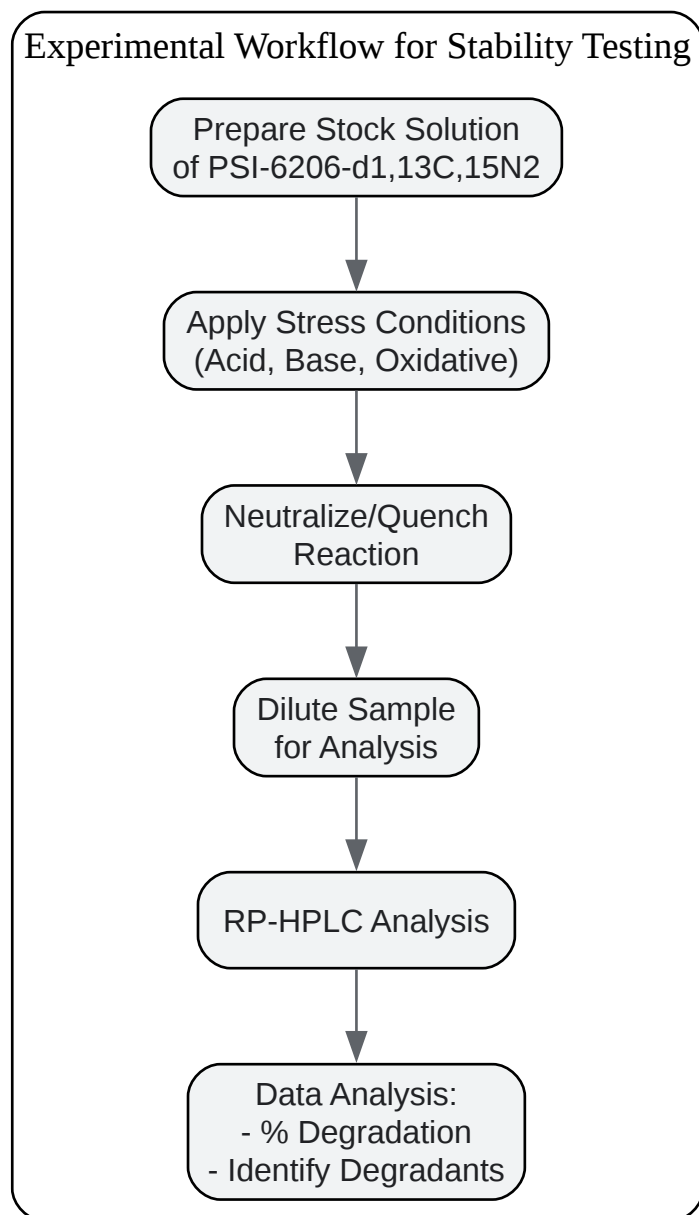 Experimental Workflow for Stability Testing
Prepare Stock Solution
of PSI-6206-d1,13C,15N2
Apply Stress Conditions
(Acid, Base, Oxidative)
Neutralize/Quench
Reaction
Dilute Sample
for Analysis
RP-HPLC Analysis
Data Analysis:
- % Degradation
- Identify Degradants